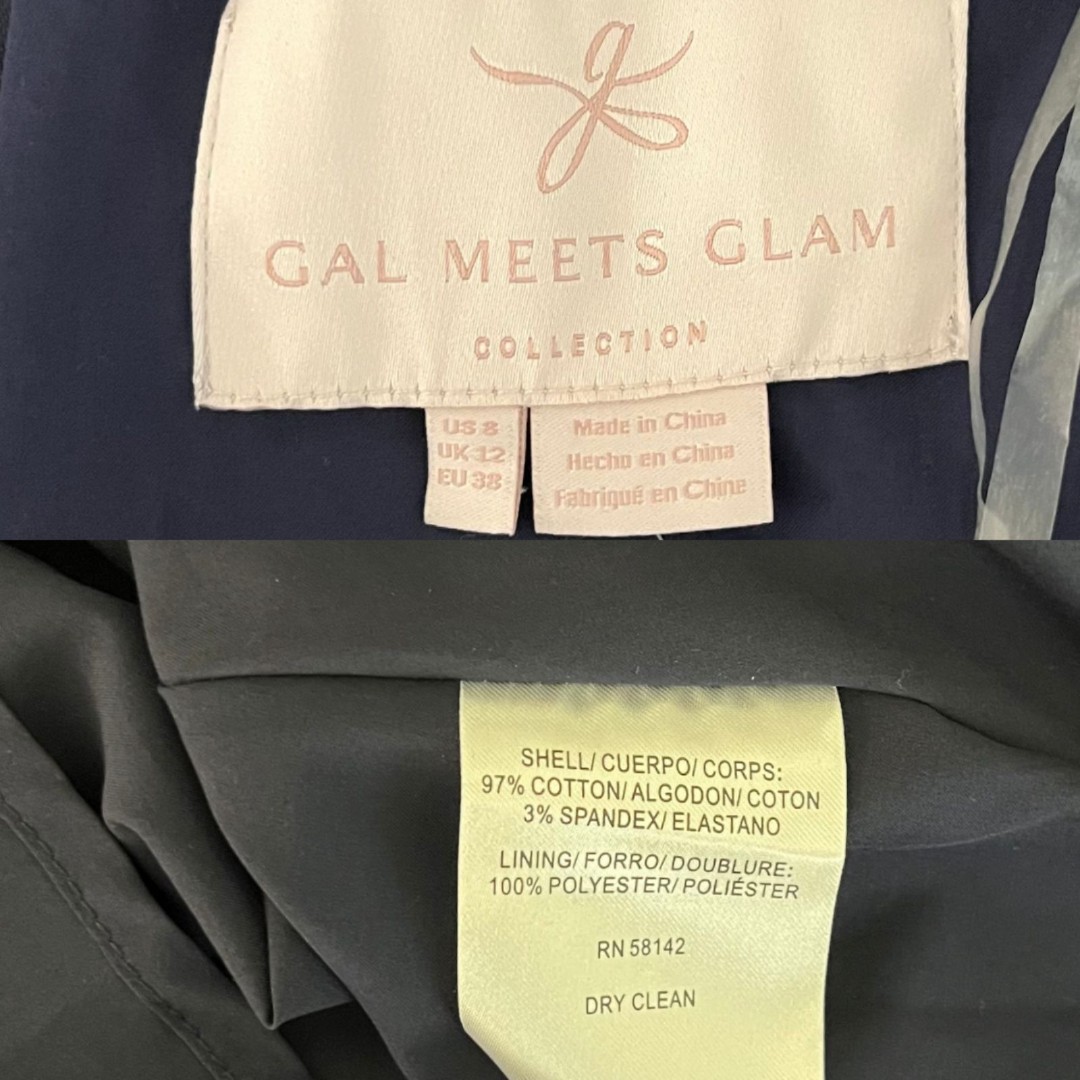 GAL MEETS GLAM
COLLECTION
US 8
UK 12
EU 38
Made in China
Hecho en China
Fabriqué en Chine
SHELL/ CUERPO/ CORPS:
97% COTTON/ ALGODON/ COTON
3% SPANDEX/ ELASTANO
LINING/ FORRO/ DOUBLURE:
100% POLYESTER/ POLIÉSTER
RN 58142
DRY CLEAN